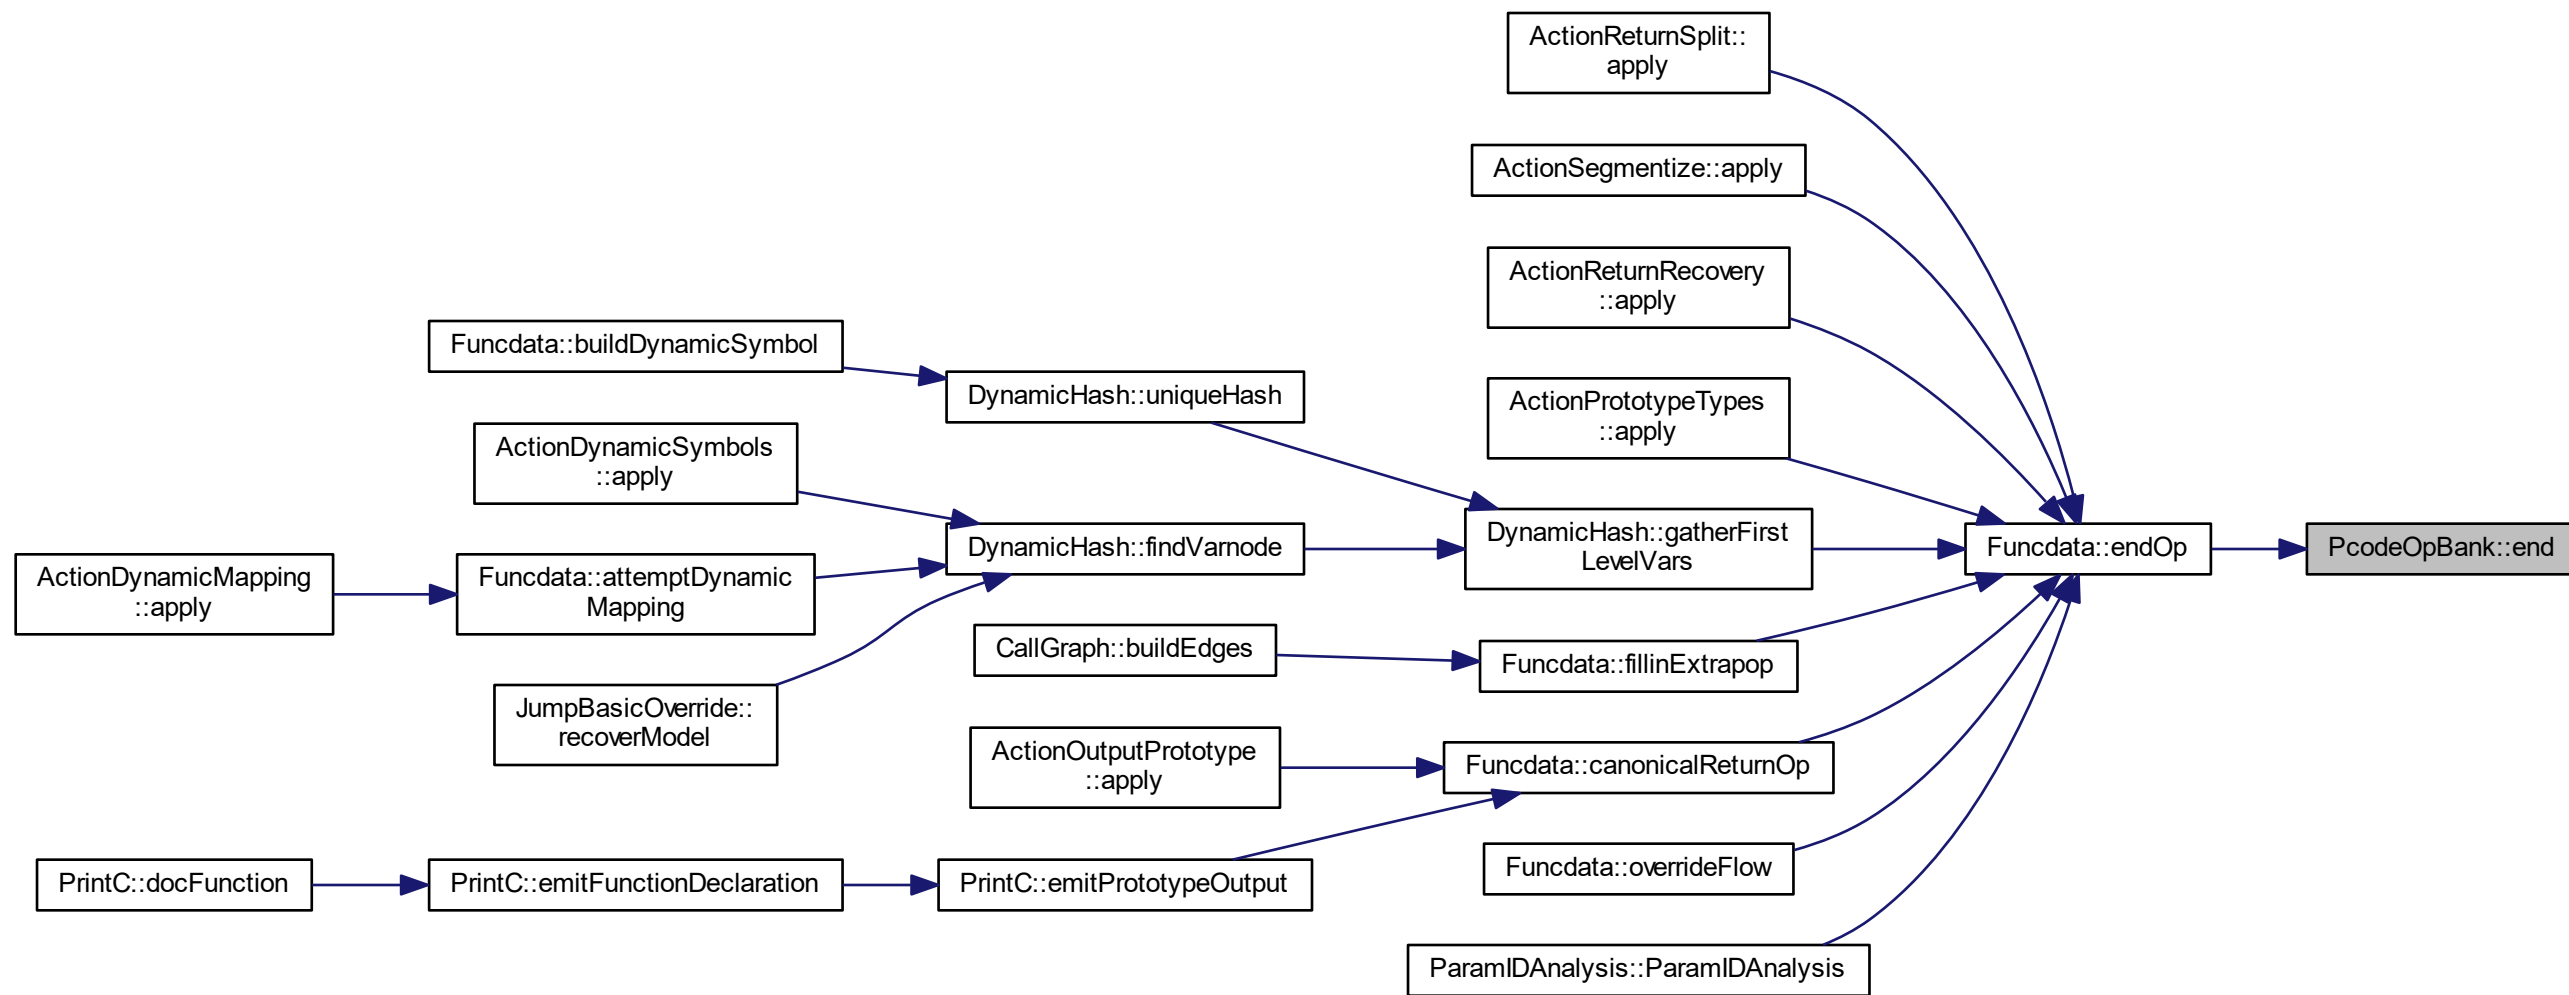 ActionReturnSplit::
apply
ActionSegmentize::apply
ActionReturnRecovery
::apply
Funcdata::buildDynamicSymbol
DynamicHash::uniqueHash
ActionPrototypeTypes
::apply
ActionDynamicSymbols
::apply
ActionDynamicMapping
::apply
Funcdata::attemptDynamic
Mapping
DynamicHash::findVarnode
DynamicHash::gatherFirst
LevelVars
Funcdata::endOp
PcodeOpBank::end
CallGraph::buildEdges
Funcdata::fillinExtrapop
JumpBasicOverride::
recoverModel
ActionOutputPrototype
::apply
Funcdata::canonicalReturnOp
PrintC::docFunction
PrintC::emitFunctionDeclaration
PrintC::emitPrototypeOutput
Funcdata::overrideFlow
ParamIDAnalysis::ParamIDAnalysis